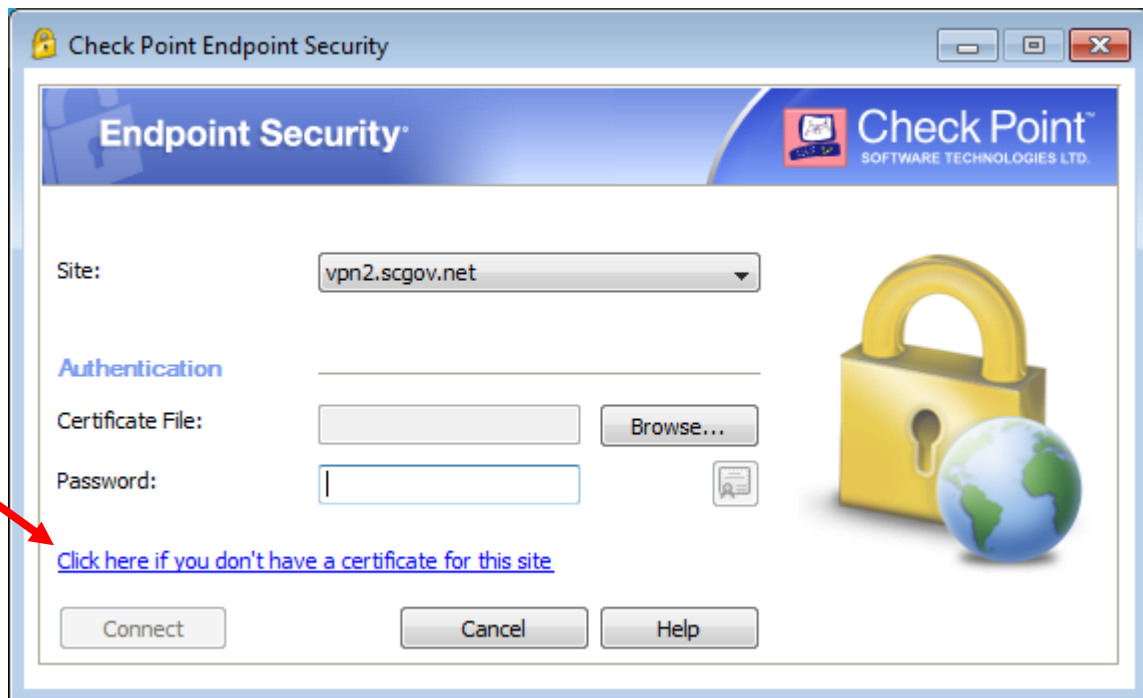 Check Point Endpoint Security
Endpoint Security
Check Point™
SOFTWARE TECHNOLOGIES LTD.
Site:
vpn2.scgov.net
Authentication
Certificate File:
Browse...
Password:
Click here if you don't have a certificate for this site
Connect
Cancel
Help